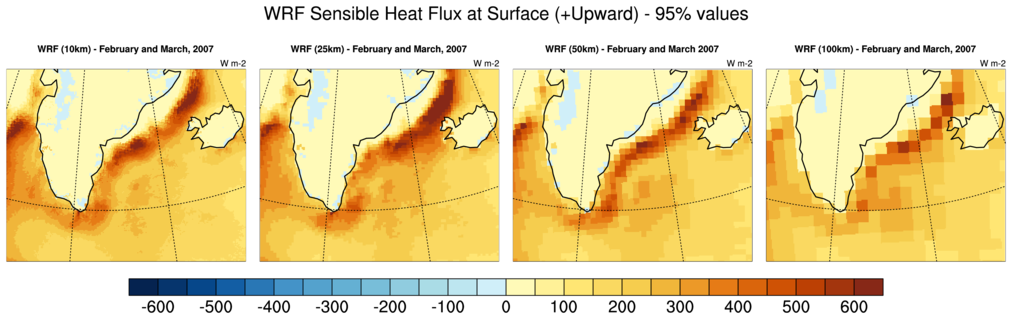 WRF Sensible Heat Flux at Surface (+Upward) - 95% values
WRF (10km) - February and March, 2007
W m-2
WRF (25km) - February and March, 2007
W m-2
WRF (50km) - February and March, 2007
W m-2
WRF (100km) - February and March, 2007
W m-2
-600 -500 -400 -300 -200 -100 0 100 200 300 400 500 600